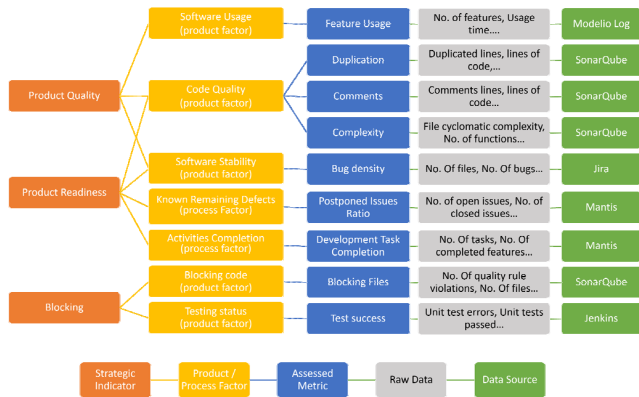 Software Usage
(product factor)
Feature Usage
No. of features, Usage
time....
Modelio Log
Duplication
Duplicated lines, lines of
code,...
SonarQube
Product Quality
Code Quality
(product factor)
Comments
Comments lines, lines of
code...
SonarQube
Complexity
File cyclomatic complexity,
No. of functions...
SonarQube
Software Stability
(product factor)
Bug density
No. Of files, No. Of bugs...
Jira
Product Readiness
Known Remaining Defects
(process Factor)
Postponed Issues
Ratio
No. of open issues, No. of
closed issues...
Mantis
Activities Completion
(process factor)
Development Task
Completion
No. Of tasks, No. Of
completed features...
Mantis
Blocking code
(product factor)
Blocking Files
No. Of quality rule
violations, No. Of files...
SonarQube
Blocking
Testing status
(product factor)
Test success
Unit test errors, Unit tests
passed...
Jenkins
Strategic
Indicator
Product /
Process Factor
Assessed
Metric
Raw Data
Data Source